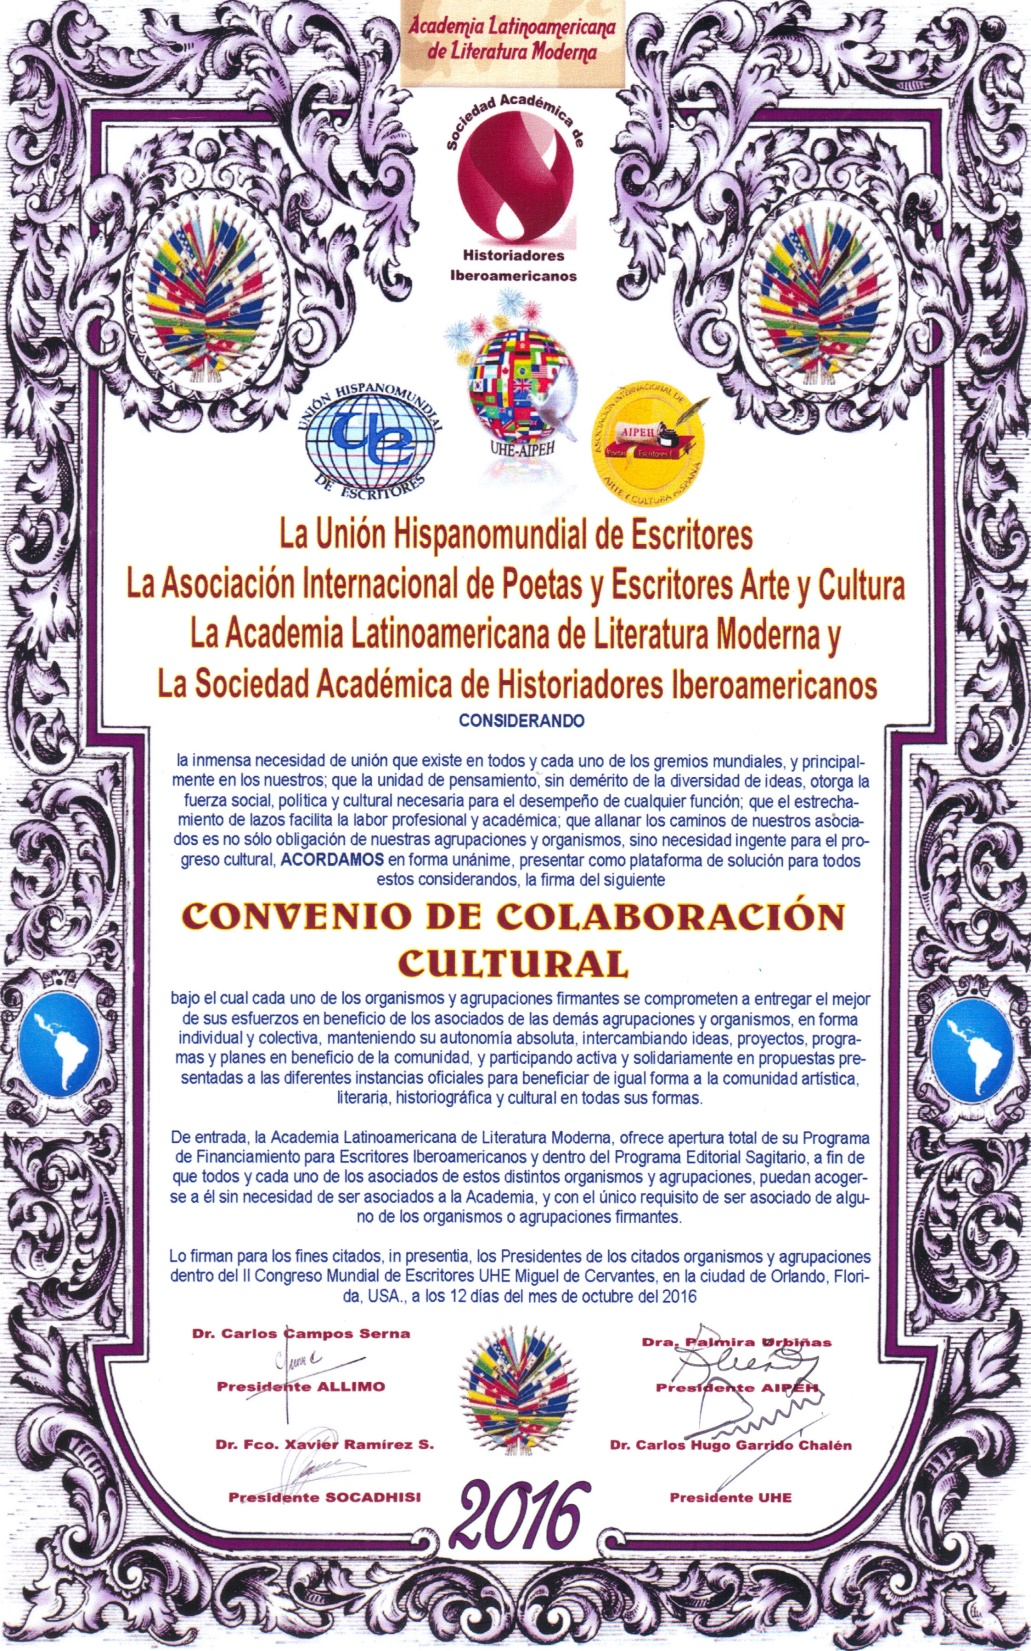 Academia Latinoamericana
de Literatura Moderna
Sociedad Académica de
Historiadores
Iberoamericanos
UNIÓN HISPANOMUNDIAL
ue
DE ESCRITORES
UHE-AIPEH
ASOCIACIÓN INTERNACIONAL DE
AIPEH
Poetas Escritores
ARTE Y CULTURA HISPANA
La Unión Hispanomundial de Escritores
La Asociación Internacional de Poetas y Escritores Arte y Cultura
La Academia Latinoamericana de Literatura Moderna y
La Sociedad Académica de Historiadores Iberoamericanos
CONSIDERANDO
la inmensa necesidad de unión que existe en todos y cada uno de los gremios mundiales, y principal-
mente en los nuestros; que la unidad de pensamiento, sin demérito de la diversidad de ideas, otorga la
fuerza social, política y cultural necesaria para el desempeño de cualquier función; que el estrecha-
miento de lazos facilita la labor profesional y académica; que allanar los caminos de nuestros asocia-
dos es no sólo obligación de nuestras agrupaciones y organismos, sino necesidad ingente para el pro-
greso cultural, ACORDAMOS en forma unánime, presentar como plataforma de solución para todos
estos considerandos, la firma del siguiente
CONVENIO DE COLABORACIÓN
CULTURAL
bajo el cual cada uno de los organismos y agrupaciones firmantes se comprometen a entregar el mejor
de sus esfuerzos en beneficio de los asociados de las demás agrupaciones y organismos, en forma
individual y colectiva, manteniendo su autonomía absoluta, intercambiando ideas, proyectos, progra-
mas y planes en beneficio de la comunidad, y participando activa y solidariamente en propuestas pre-
sentadas a las diferentes instancias oficiales para beneficiar de igual forma a la comunidad artística,
literaria, historiográfica y cultural en todas sus formas.
De entrada, la Academia Latinoamericana de Literatura Moderna, ofrece apertura total de su Programa
de Financiamiento para Escritores Iberoamericanos y dentro del Programa Editorial Sagitario, a fin de
que todos y cada uno de los asociados de estos distintos organismos y agrupaciones, puedan acoger-
se a él sin necesidad de ser asociados a la Academia, y con el único requisito de ser asociado de algu-
no de los organismos o agrupaciones firmantes.
Lo firman para los fines citados, in presentia, los Presidentes de los citados organismos y agrupaciones
dentro del II Congreso Mundial de Escritores UHE Miguel de Cervantes, en la ciudad de Orlando, Flori-
da, USA., a los 12 días del mes de octubre del 2016
Dr. Carlos Campos Serna
Presidente ALLIMO
Dra. Palmira Urbiñas
Presidente AIPEH
Dr. Fco. Xavier Ramírez S.
Presidente SOCADHISI
Dr. Carlos Hugo Garrido Chalén
Presidente UHE
2016